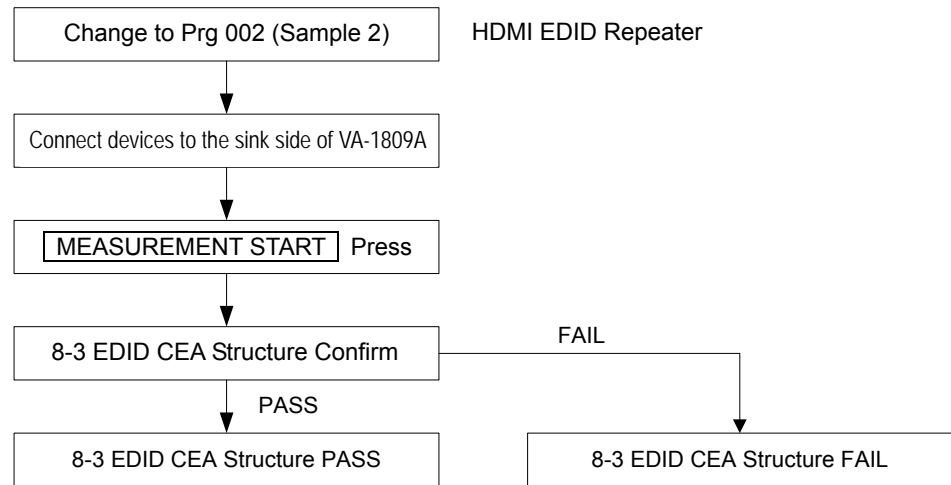 Change to Prg 002 (Sample 2)
HDMI EDID Repeater
Connect devices to the sink side of VA-1809A
MEASUREMENT START Press
8-3 EDID CEA Structure Confirm
FAIL
PASS
8-3 EDID CEA Structure PASS
8-3 EDID CEA Structure FAIL